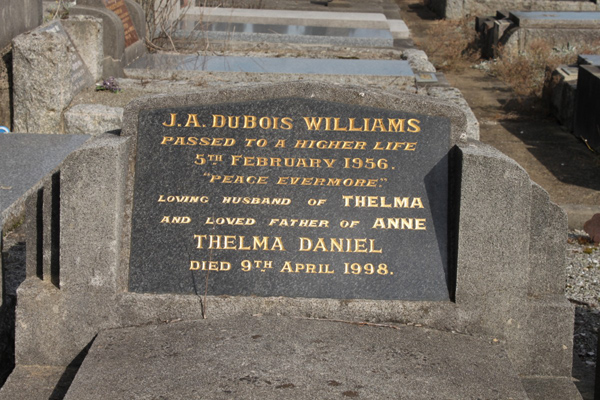 J.A. DuBOIS WILLIAMS
PASSED TO A HIGHER LIFE
5TH FEBRUARY 1956.
"PEACE EVERMORE."
LOVING HUSBAND OF THELMA
AND LOVED FATHER OF ANNE
THELMA DANIEL
DIED 9TH APRIL 1998.